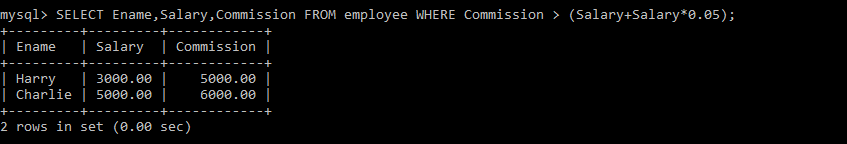 mysql> SELECT Ename,Salary,Commission FROM employee WHERE Commission > (Salary+Salary*0.05);
+---------+---------+------------+
| Ename   | Salary  | Commission |
+---------+---------+------------+
| Harry   | 3000.00 |    5000.00 |
| Charlie | 5000.00 |    6000.00 |
+---------+---------+------------+
2 rows in set (0.00 sec)